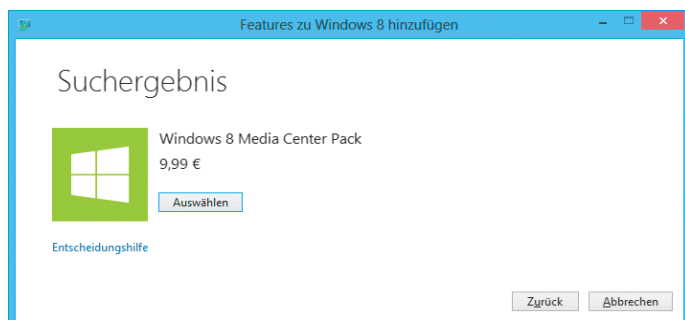 Features zu Windows 8 hinzufügen
Suchergebnis
Windows 8 Media Center Pack
9,99 €
Auswählen
Entscheidungshilfe
Zurück
Abbrechen